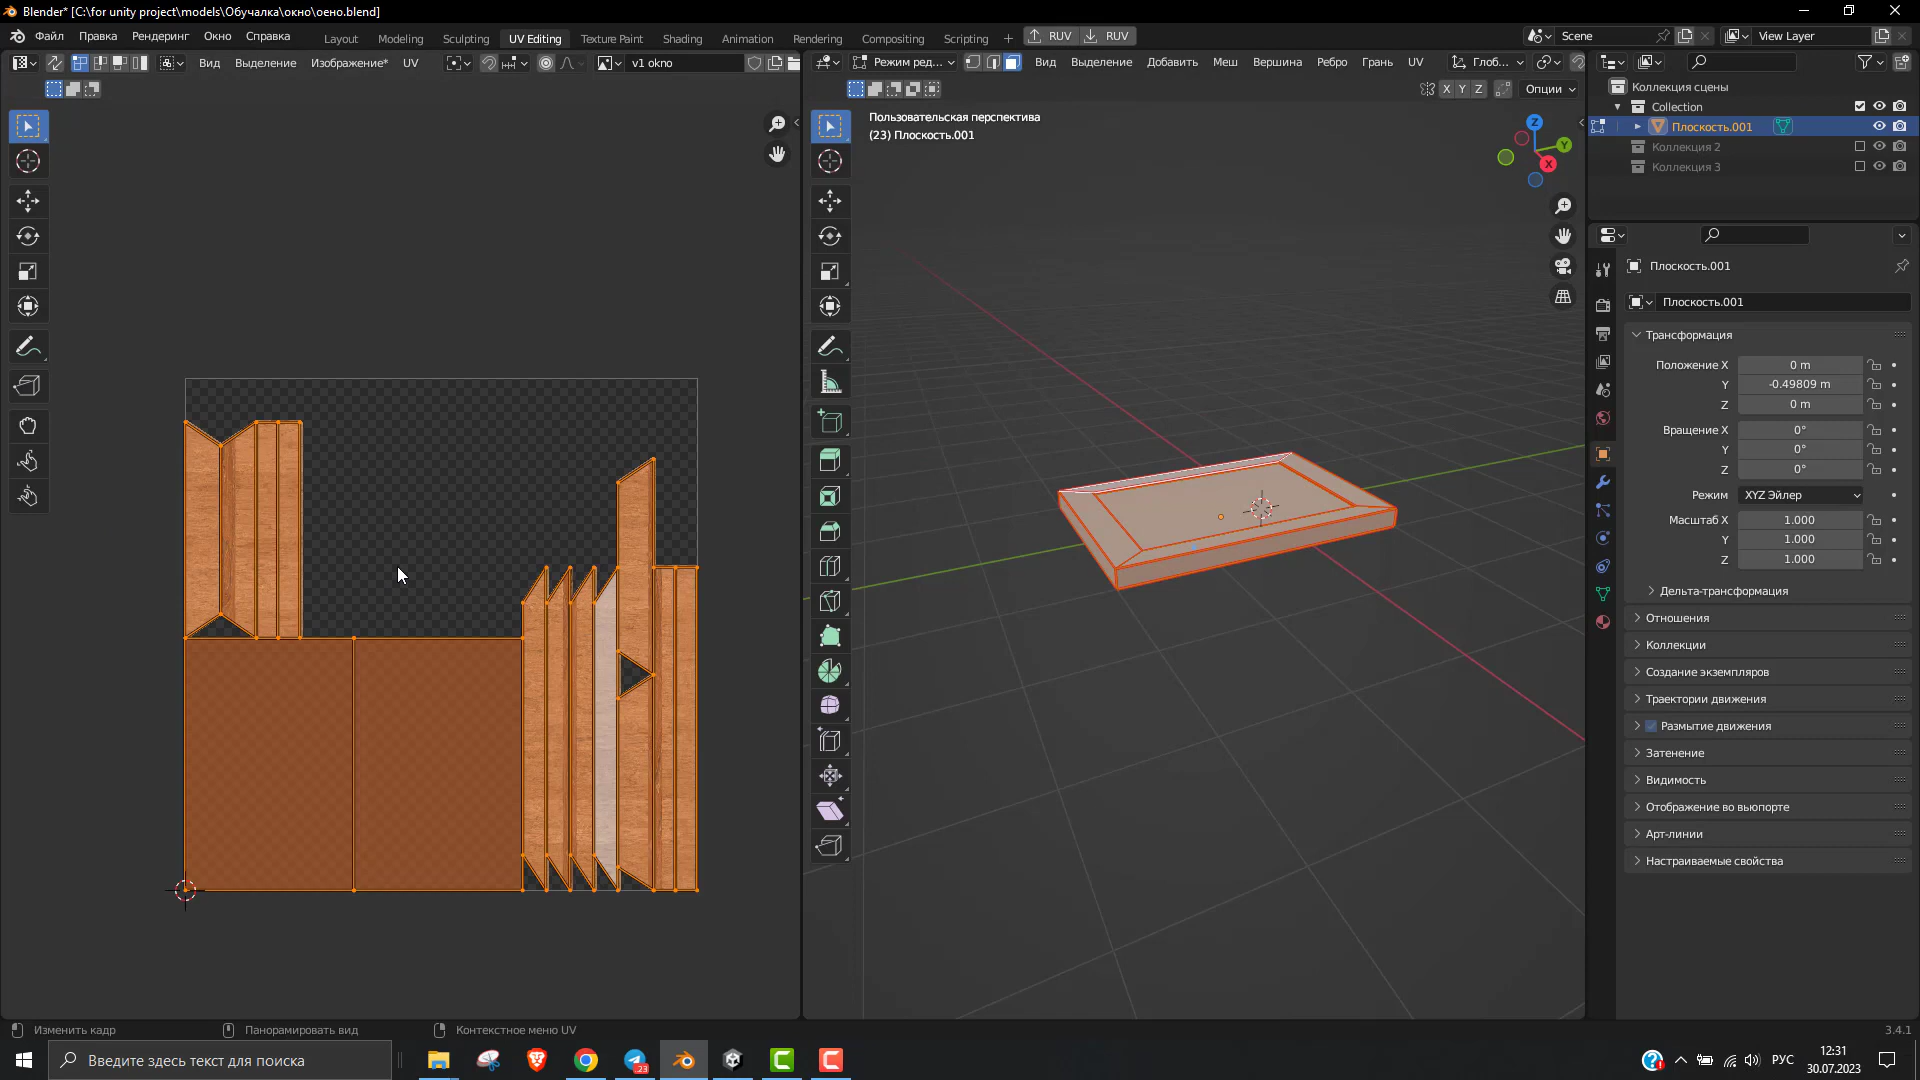 Blender* [C:\for unity project\models\Обучалка\окно\оено.blend]
Файл Правка Рендеринг Окно Справка
Layout Modeling Sculpting UV Editing Texture Paint Shading Animation Rendering Compositing Scripting
RUV RUV
Scene View Layer
Вид Выделение Изображение* UV v1 okno
Режим ред... Вид Выделение Добавить Меш Вершина Ребро Грань UV Глоб...
X Y Z Опции
Пользовательская перспектива
(23) Плоскость.001
Z
Y
X
Коллекция сцены
Collection
Плоскость.001
Коллекция 2
Коллекция 3
Плоскость.001
Плоскость.001
Трансформация
Положение X 0 m
Y -0.49809 m
Z 0 m
Вращение X 0°
Y 0°
Z 0°
Режим XYZ Эйлер
Масштаб X 1.000
Y 1.000
Z 1.000
Дельта-трансформация
Отношения
Коллекции
Создание экземпляров
Траектории движения
Размытие движения
Затенение
Видимость
Отображение во вьюпорте
Арт-линии
Настраиваемые свойства
Изменить кадр Панорамировать вид Контекстное меню UV 3.4.1
Введите здесь текст для поиска
23
РУС
12:31
30.07.2023